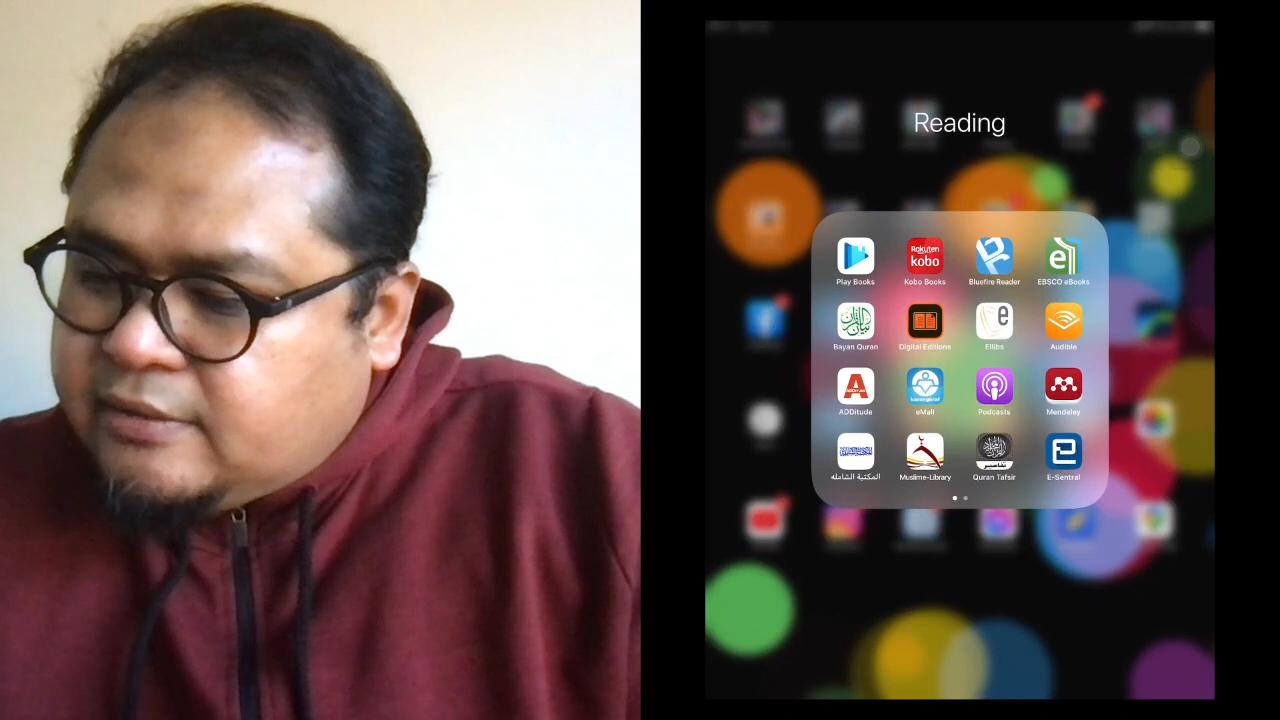 Reading
Rakuten
kobo
Play Books
Kobo Books
Bluefire Reader
EBSCO eBooks
Bayan Quran
Digital Editions
Ellibs
Audible
ADDitude
eMall
Podcasts
Mendeley
المكتبة الشاملة
Muslime-Library
Quran Tafsir
E-Sentral